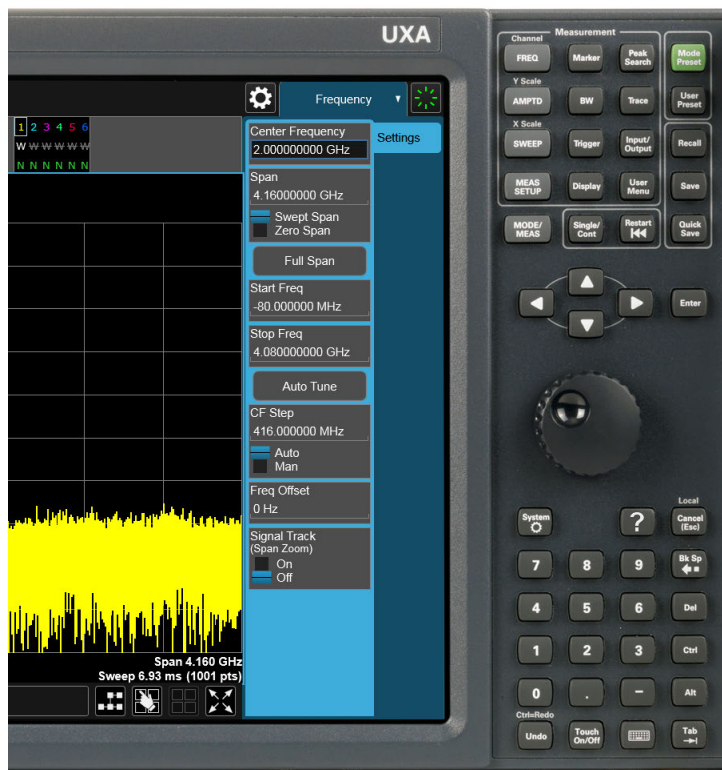 UXA
Frequency
1 2 3 4 5 6
W W W W W W
N N N N N N
Settings
Center Frequency
2.000000000 GHz
Span
4.16000000 GHz
Swept Span
Zero Span
Full Span
Start Freq
-80.000000 MHz
Stop Freq
4.080000000 GHz
Auto Tune
CF Step
416.000000 MHz
Auto
Man
Freq Offset
0 Hz
Signal Track
(Span Zoom)
On
Off
Span 4.160 GHz
Sweep 6.93 ms (1001 pts)
Measurement
Channel
FREQ
Marker
Peak
Search
Mode
Preset
Y Scale
AMPTD
BW
Trace
User
Preset
X Scale
SWEEP
Trigger
Input/
Output
Recall
MEAS
SETUP
Display
User
Menu
Save
MODE/
MEAS
Single/
Cont
Restart
Quick
Save
Enter
System
?
Local
Cancel
(Esc)
7
8
9
Bk Sp
4
5
6
Del
1
2
3
Ctrl
0
.
–
Alt
Ctrl=Redo
Undo
Touch
On/Off
Tab